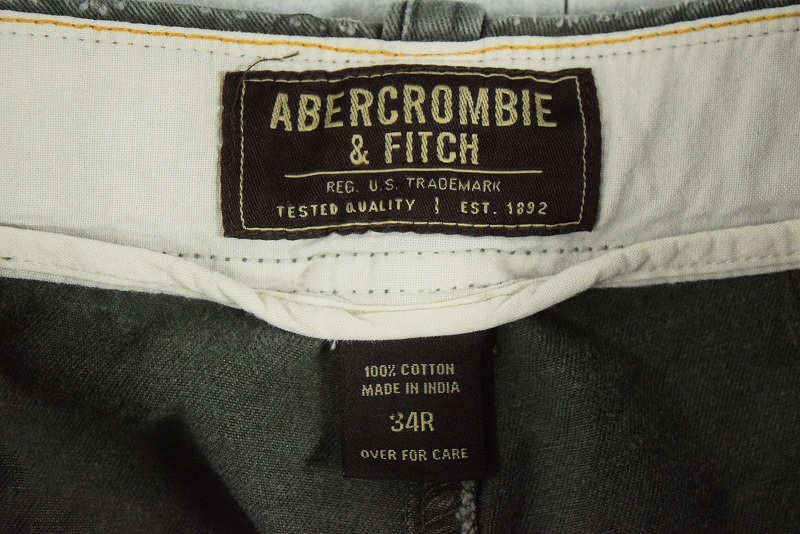 ABERCROMBIE
& FITCH
REG. U.S. TRADEMARK
TESTED QUALITY } EST. 1892
100% COTTON
MADE IN INDIA
34R
OVER FOR CARE